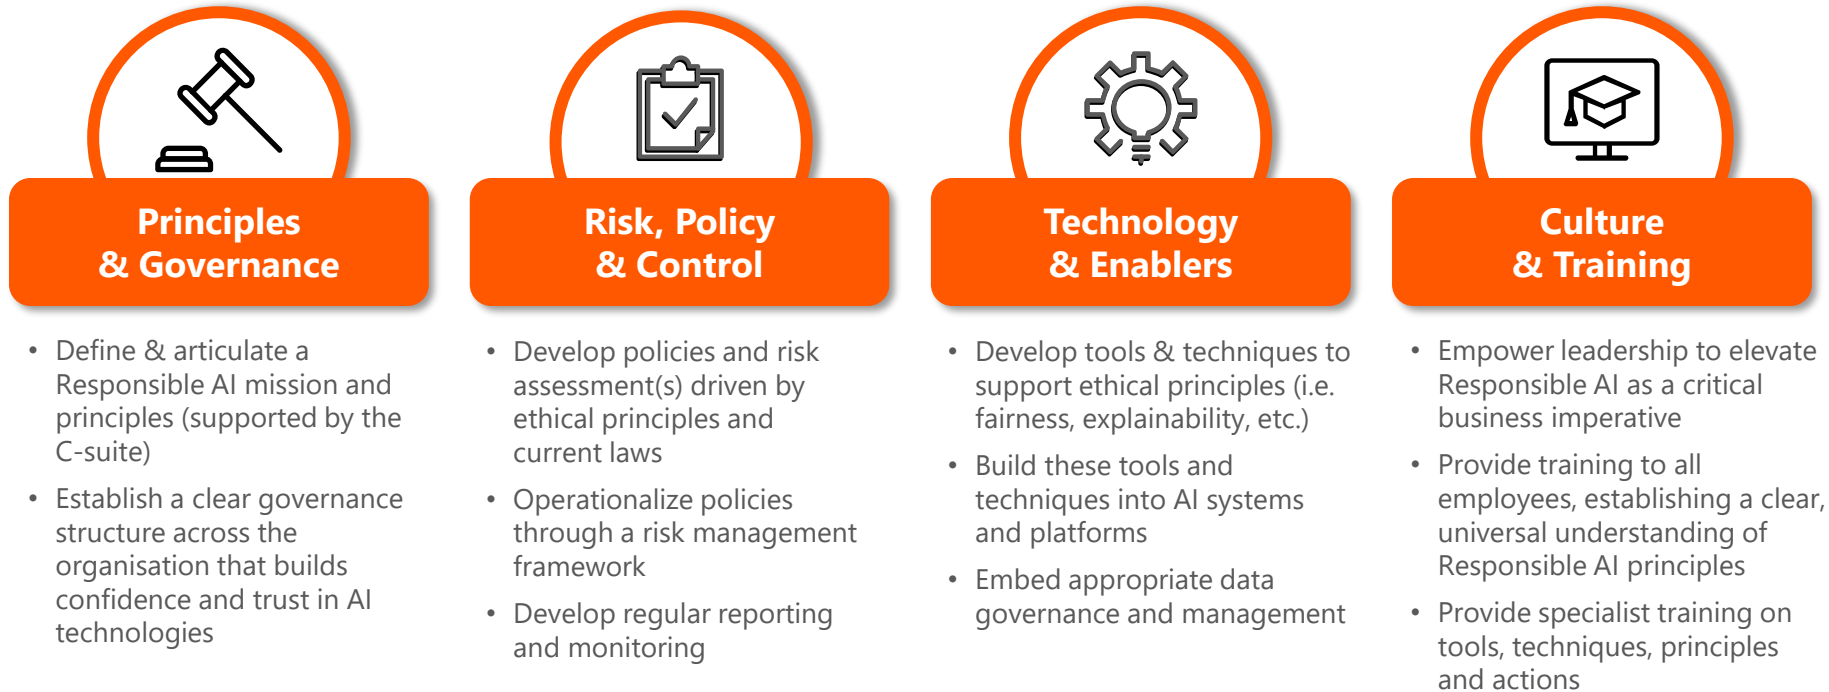 Principles
& Governance
• Define & articulate a
Responsible AI mission and
principles (supported by the
C-suite)
• Establish a clear governance
structure across the
organisation that builds
confidence and trust in AI
technologies
Risk, Policy
& Control
• Develop policies and risk
assessment(s) driven by
ethical principles and
current laws
• Operationalize policies
through a risk management
framework
• Develop regular reporting
and monitoring
Technology
& Enablers
• Develop tools & techniques to
support ethical principles (i.e.
fairness, explainability, etc.)
• Build these tools and
techniques into AI systems
and platforms
• Embed appropriate data
governance and management
Culture
& Training
• Empower leadership to elevate
Responsible AI as a critical
business imperative
• Provide training to all
employees, establishing a clear,
universal understanding of
Responsible AI principles
• Provide specialist training on
tools, techniques, principles
and actions